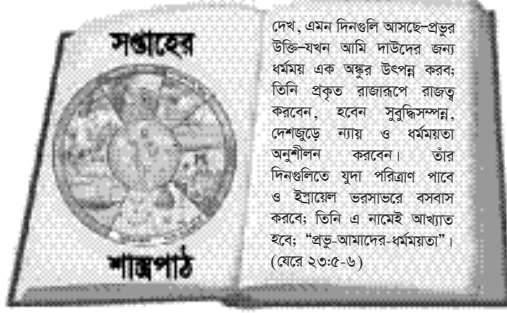 সপ্তাহের
শাস্ত্রপাঠ
দেখ, এমন দিনগুলি আসছে–প্রভুর
উক্তি–যখন আমি দাউদের জন্য
ধর্মময় এক অঙ্কুর উৎপন্ন করব;
তিনি প্রকৃত রাজারূপে রাজত্ব
করবেন, হবেন সুবুদ্ধিসম্পন্ন,
দেশজুড়ে ন্যায় ও ধর্মময়তা
অনুশীলন করবেন। তাঁর
দিনগুলিতে যুদা পরিত্রাণ পাবে
ও ইস্রায়েল ভরসাভরে বসবাস
করবে; তিনি এ নামেই আখ্যাত
হবে; “প্রভু-আমাদের-ধর্মময়তা”।
(যেরে ২৩:৫-৬)